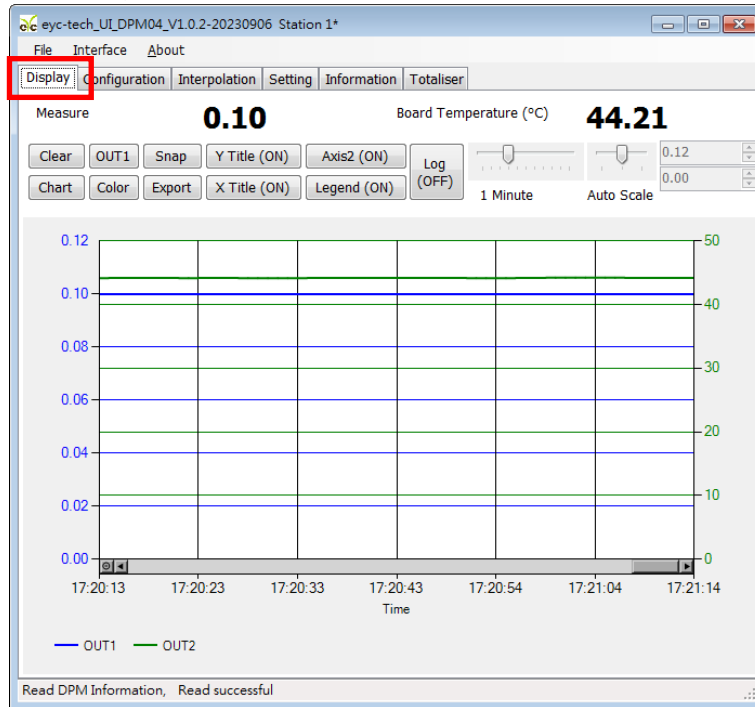 eyc eyc-tech_UI_DPM04_V1.0.2-20230906 Station 1*
File Interface About
Display Configuration Interpolation Setting Information Totaliser
Measure 0.10 Board Temperature (°C) 44.21
Clear OUT1 Snap Y Title (ON) Axis2 (ON) Log (OFF) 0.12
Chart Color Export X Title (ON) Legend (ON) 1 Minute Auto Scale 0.00
0.12 50
0.10 40
0.08
30
0.06
20
0.04
0.02 10
0.00 0
17:20:13 17:20:23 17:20:33 17:20:43 17:20:54 17:21:04 17:21:14
Time
OUT1 OUT2
Read DPM Information, Read successful